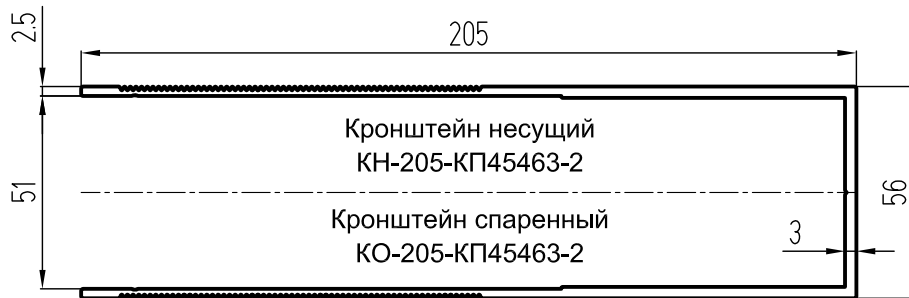 2.5
205
Кронштейн несущий
КН-205-КП45463-2
51
56
Кронштейн спаренный
КО-205-КП45463-2
3